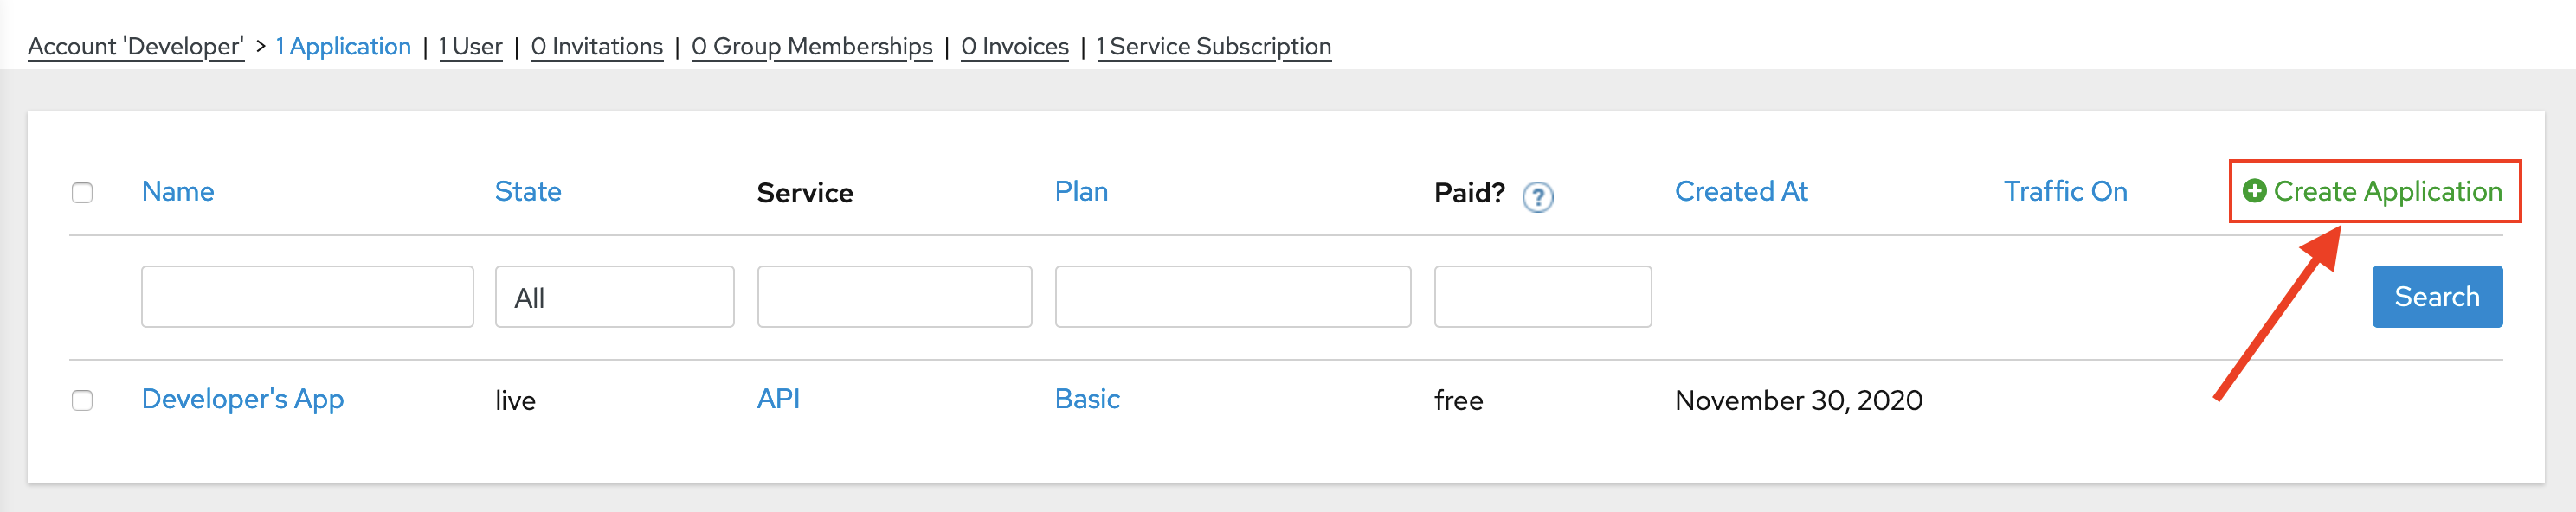 Account 'Developer' > 1 Application | 1 User | 0 Invitations | 0 Group Memberships | 0 Invoices | 1 Service Subscription
Name State Service Plan Paid? ? Created At Traffic On Create Application
All Search
Developer's App live API Basic free November 30, 2020